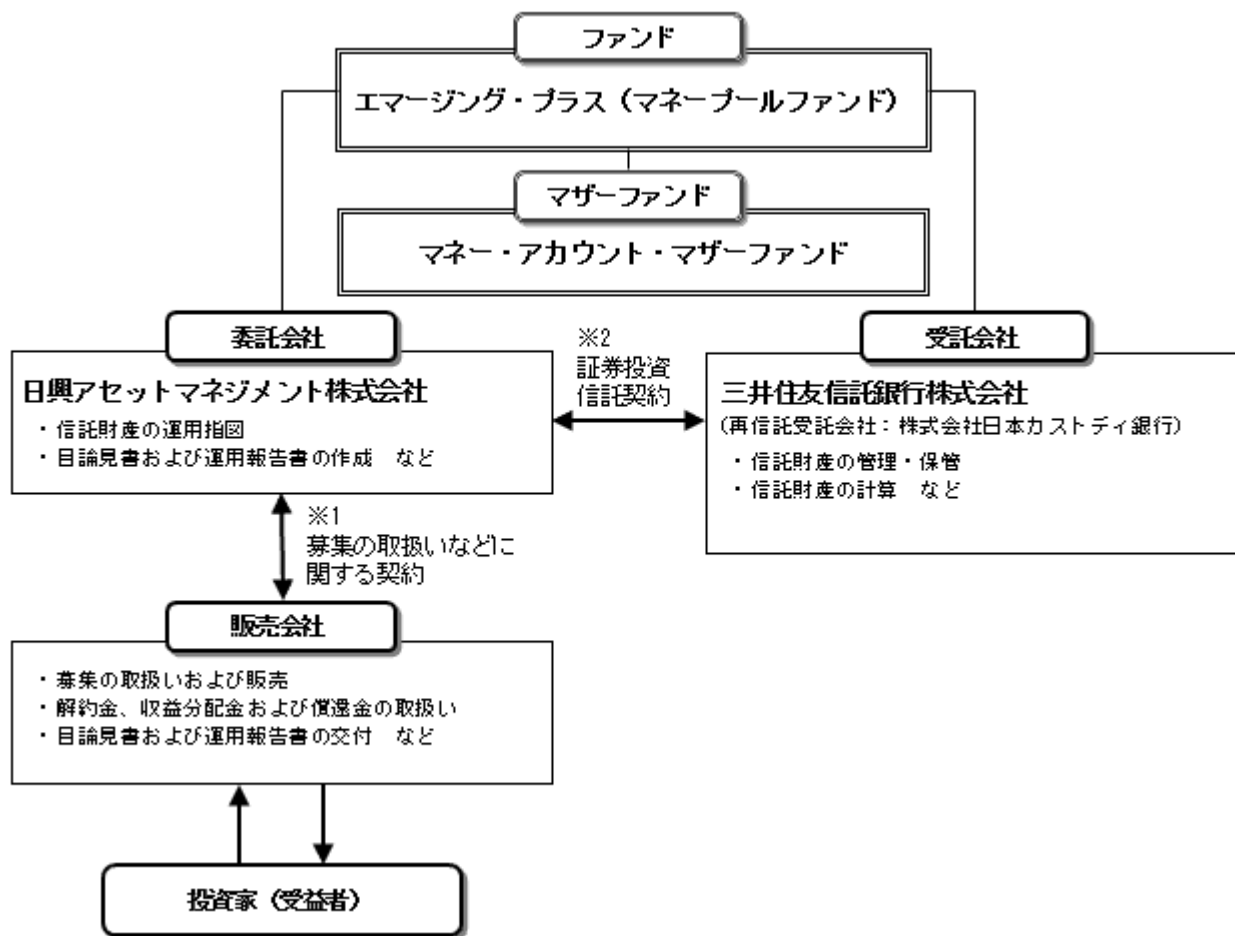 ファンド
エマージング・プラス（マネープールファンド）
マザーファンド
マネー・アカウント・マザーファンド
委託会社
日興アセットマネジメント株式会社
・信託財産の運用指図
・目論見書および運用報告書の作成　など
※2
証券投資
信託契約
受託会社
三井住友信託銀行株式会社
（再信託受託会社：株式会社日本カストディ銀行）
・信託財産の管理・保管
・信託財産の計算　など
※1
募集の取扱いなどに
関する契約
販売会社
・募集の取扱いおよび販売
・解約金、収益分配金および償還金の取扱い
・目論見書および運用報告書の交付　など
投資家（受益者）